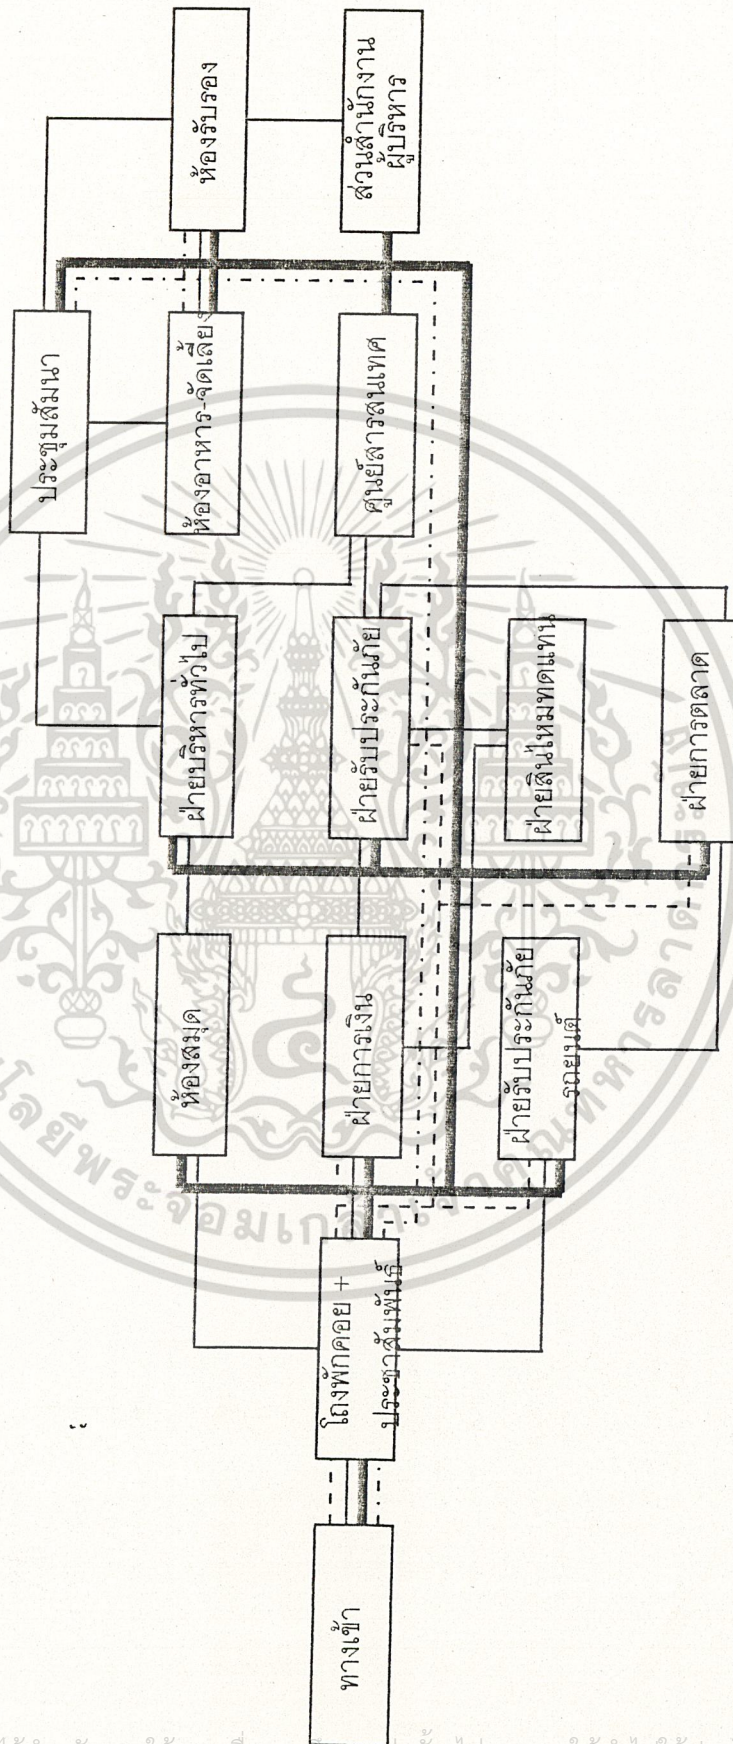 ทางเข้า
โถงพักคอย +
ประชาสัมพันธ์
ห้องสมุด
ฝ่ายการเงิน
ฝ่ายรับประกันภัย
รถยนต์
ฝ่ายบริหารทั่วไป
ฝ่ายรับประกันภัย
ฝ่ายสินไหมทดแทน
ฝ่ายการตลาด
ประชุมสัมนา
ห้องอาหาร-จัดเลี้ยง
ศูนย์สารสนเทศ
ห้องรับรอง
ส่วนสำนักงาน
ผู้บริหาร